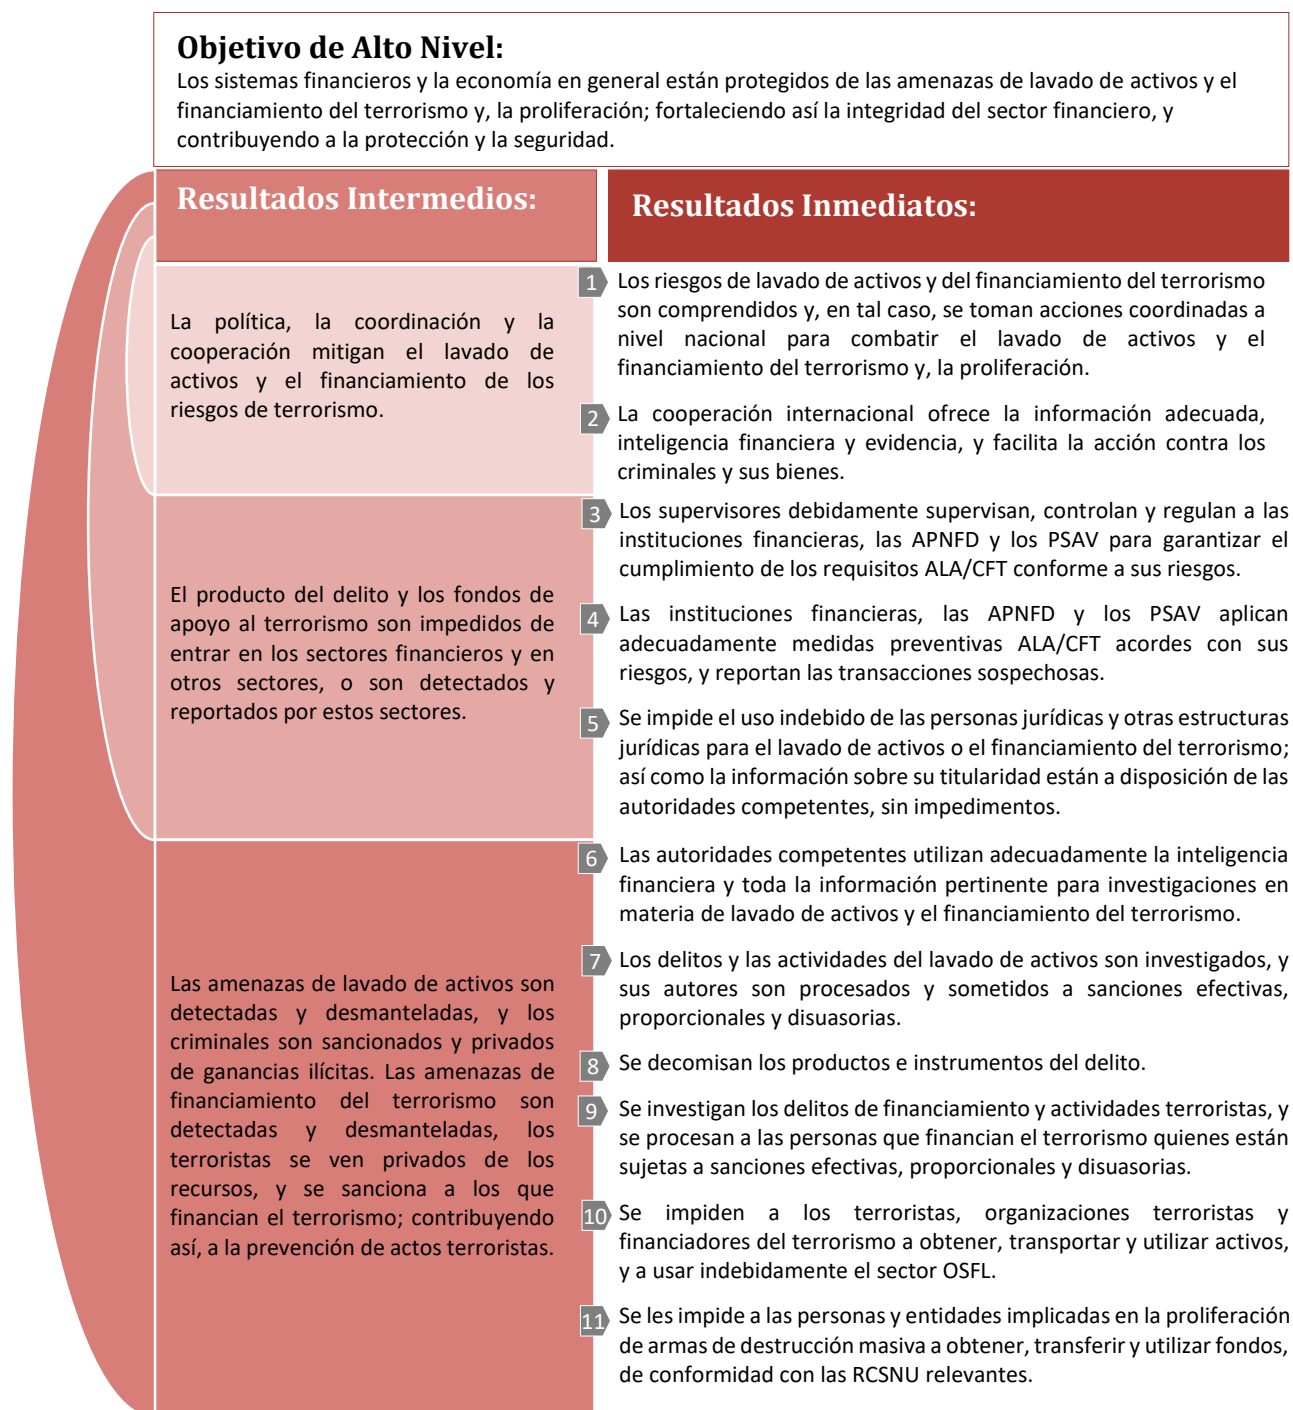 Objetivo de Alto Nivel:
Los sistemas financieros y la economía en general están protegidos de las amenazas de lavado de activos y el
financiamiento del terrorismo y, la proliferación; fortaleciendo así la integridad del sector financiero, y
contribuyendo a la protección y la seguridad.
Resultados Intermedios:
Resultados Inmediatos:
La política, la coordinación y la
cooperación mitigan el lavado de
activos y el financiamiento de los
riesgos de terrorismo.
1 Los riesgos de lavado de activos y del financiamiento del terrorismo
son comprendidos y, en tal caso, se toman acciones coordinadas a
nivel nacional para combatir el lavado de activos y el
financiamiento del terrorismo y, la proliferación.
2 La cooperación internacional ofrece la información adecuada,
inteligencia financiera y evidencia, y facilita la acción contra los
criminales y sus bienes.
El producto del delito y los fondos de
apoyo al terrorismo son impedidos de
entrar en los sectores financieros y en
otros sectores, o son detectados y
reportados por estos sectores.
3 Los supervisores debidamente supervisan, controlan y regulan a las
instituciones financieras, las APNFD y los PSAV para garantizar el
cumplimiento de los requisitos ALA/CFT conforme a sus riesgos.
4 Las instituciones financieras, las APNFD y los PSAV aplican
adecuadamente medidas preventivas ALA/CFT acordes con sus
riesgos, y reportan las transacciones sospechosas.
5 Se impide el uso indebido de las personas jurídicas y otras estructuras
jurídicas para el lavado de activos o el financiamiento del terrorismo;
así como la información sobre su titularidad están a disposición de las
autoridades competentes, sin impedimentos.
Las amenazas de lavado de activos son
detectadas y desmanteladas, y los
criminales son sancionados y privados
de ganancias ilícitas. Las amenazas de
financiamiento del terrorismo son
detectadas y desmanteladas, los
terroristas se ven privados de los
recursos, y se sanciona a los que
financian el terrorismo; contribuyendo
así, a la prevención de actos terroristas.
6 Las autoridades competentes utilizan adecuadamente la inteligencia
financiera y toda la información pertinente para investigaciones en
materia de lavado de activos y el financiamiento del terrorismo.
7 Los delitos y las actividades del lavado de activos son investigados, y
sus autores son procesados y sometidos a sanciones efectivas,
proporcionales y disuasorias.
8 Se decomisan los productos e instrumentos del delito.
9 Se investigan los delitos de financiamiento y actividades terroristas, y
se procesan a las personas que financian el terrorismo quienes están
sujetas a sanciones efectivas, proporcionales y disuasorias.
10 Se impiden a los terroristas, organizaciones terroristas y
financiadores del terrorismo a obtener, transportar y utilizar activos,
y a usar indebidamente el sector OSFL.
11 Se les impide a las personas y entidades implicadas en la proliferación
de armas de destrucción masiva a obtener, transferir y utilizar fondos,
de conformidad con las RCSNU relevantes.